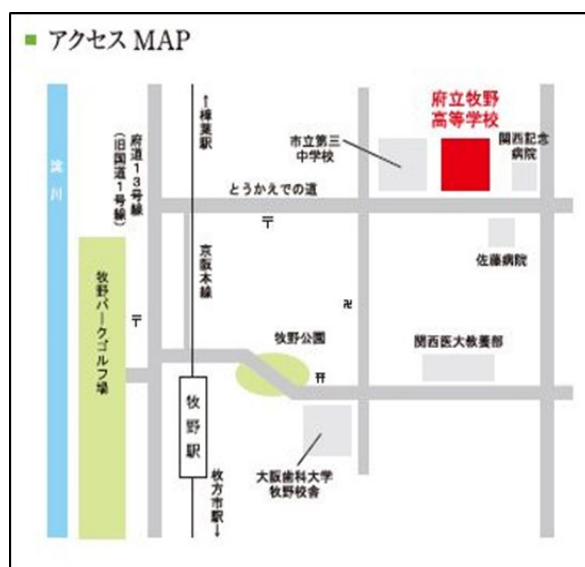 アクセス MAP
府立牧野
高等学校
←樟葉駅
市立第三
中学校
関西記念
病院
府道13号線
(旧国道1号線)
淀川
とうかえでの道
〒
佐藤病院
京阪本線
牧野パークゴルフ場
〒
卍
牧野公園
関西医大教養部
牧野駅
大阪歯科大学
牧野校舎
枚方市駅→